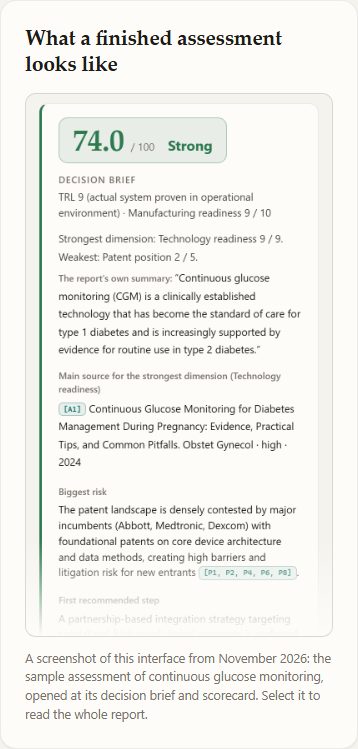 What a finished assessment
looks like
74.0 / 100 Strong
DECISION BRIEF
TRL 9 (actual system proven in operational
environment) · Manufacturing readiness 9 / 10
Strongest dimension: Technology readiness 9 / 9.
Weakest: Patent position 2 / 5.
The report's own summary: “Continuous glucose
monitoring (CGM) is a clinically established
technology that has become the standard of care for
type 1 diabetes and is increasingly supported by
evidence for routine use in type 2 diabetes.”
Main source for the strongest dimension (Technology
readiness)
[A1] Continuous Glucose Monitoring for Diabetes
Management During Pregnancy: Evidence, Practical
Tips, and Common Pitfalls. Obstet Gynecol · high ·
2024
Biggest risk
The patent landscape is densely contested by major
incumbents (Abbott, Medtronic, Dexcom) with
foundational patents on core device architecture
and data methods, creating high barriers and
litigation risk for new entrants [P1, P2, P4, P6, P8].
First recommended step
A partnership-based integration strategy targeting
A screenshot of this interface from November 2026: the
sample assessment of continuous glucose monitoring,
opened at its decision brief and scorecard. Select it to
read the whole report.